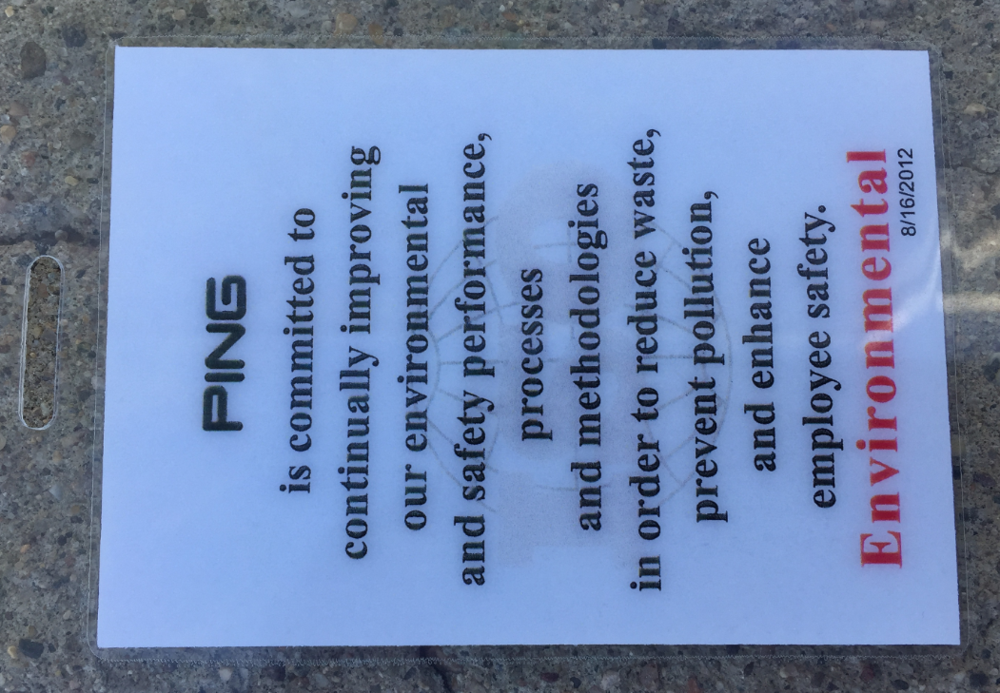 PING
is committed to
continually improving
our environmental
and safety performance,
processes
and methodologies
in order to reduce waste,
prevent pollution,
and enhance
employee safety.
Environmental
8/16/2012